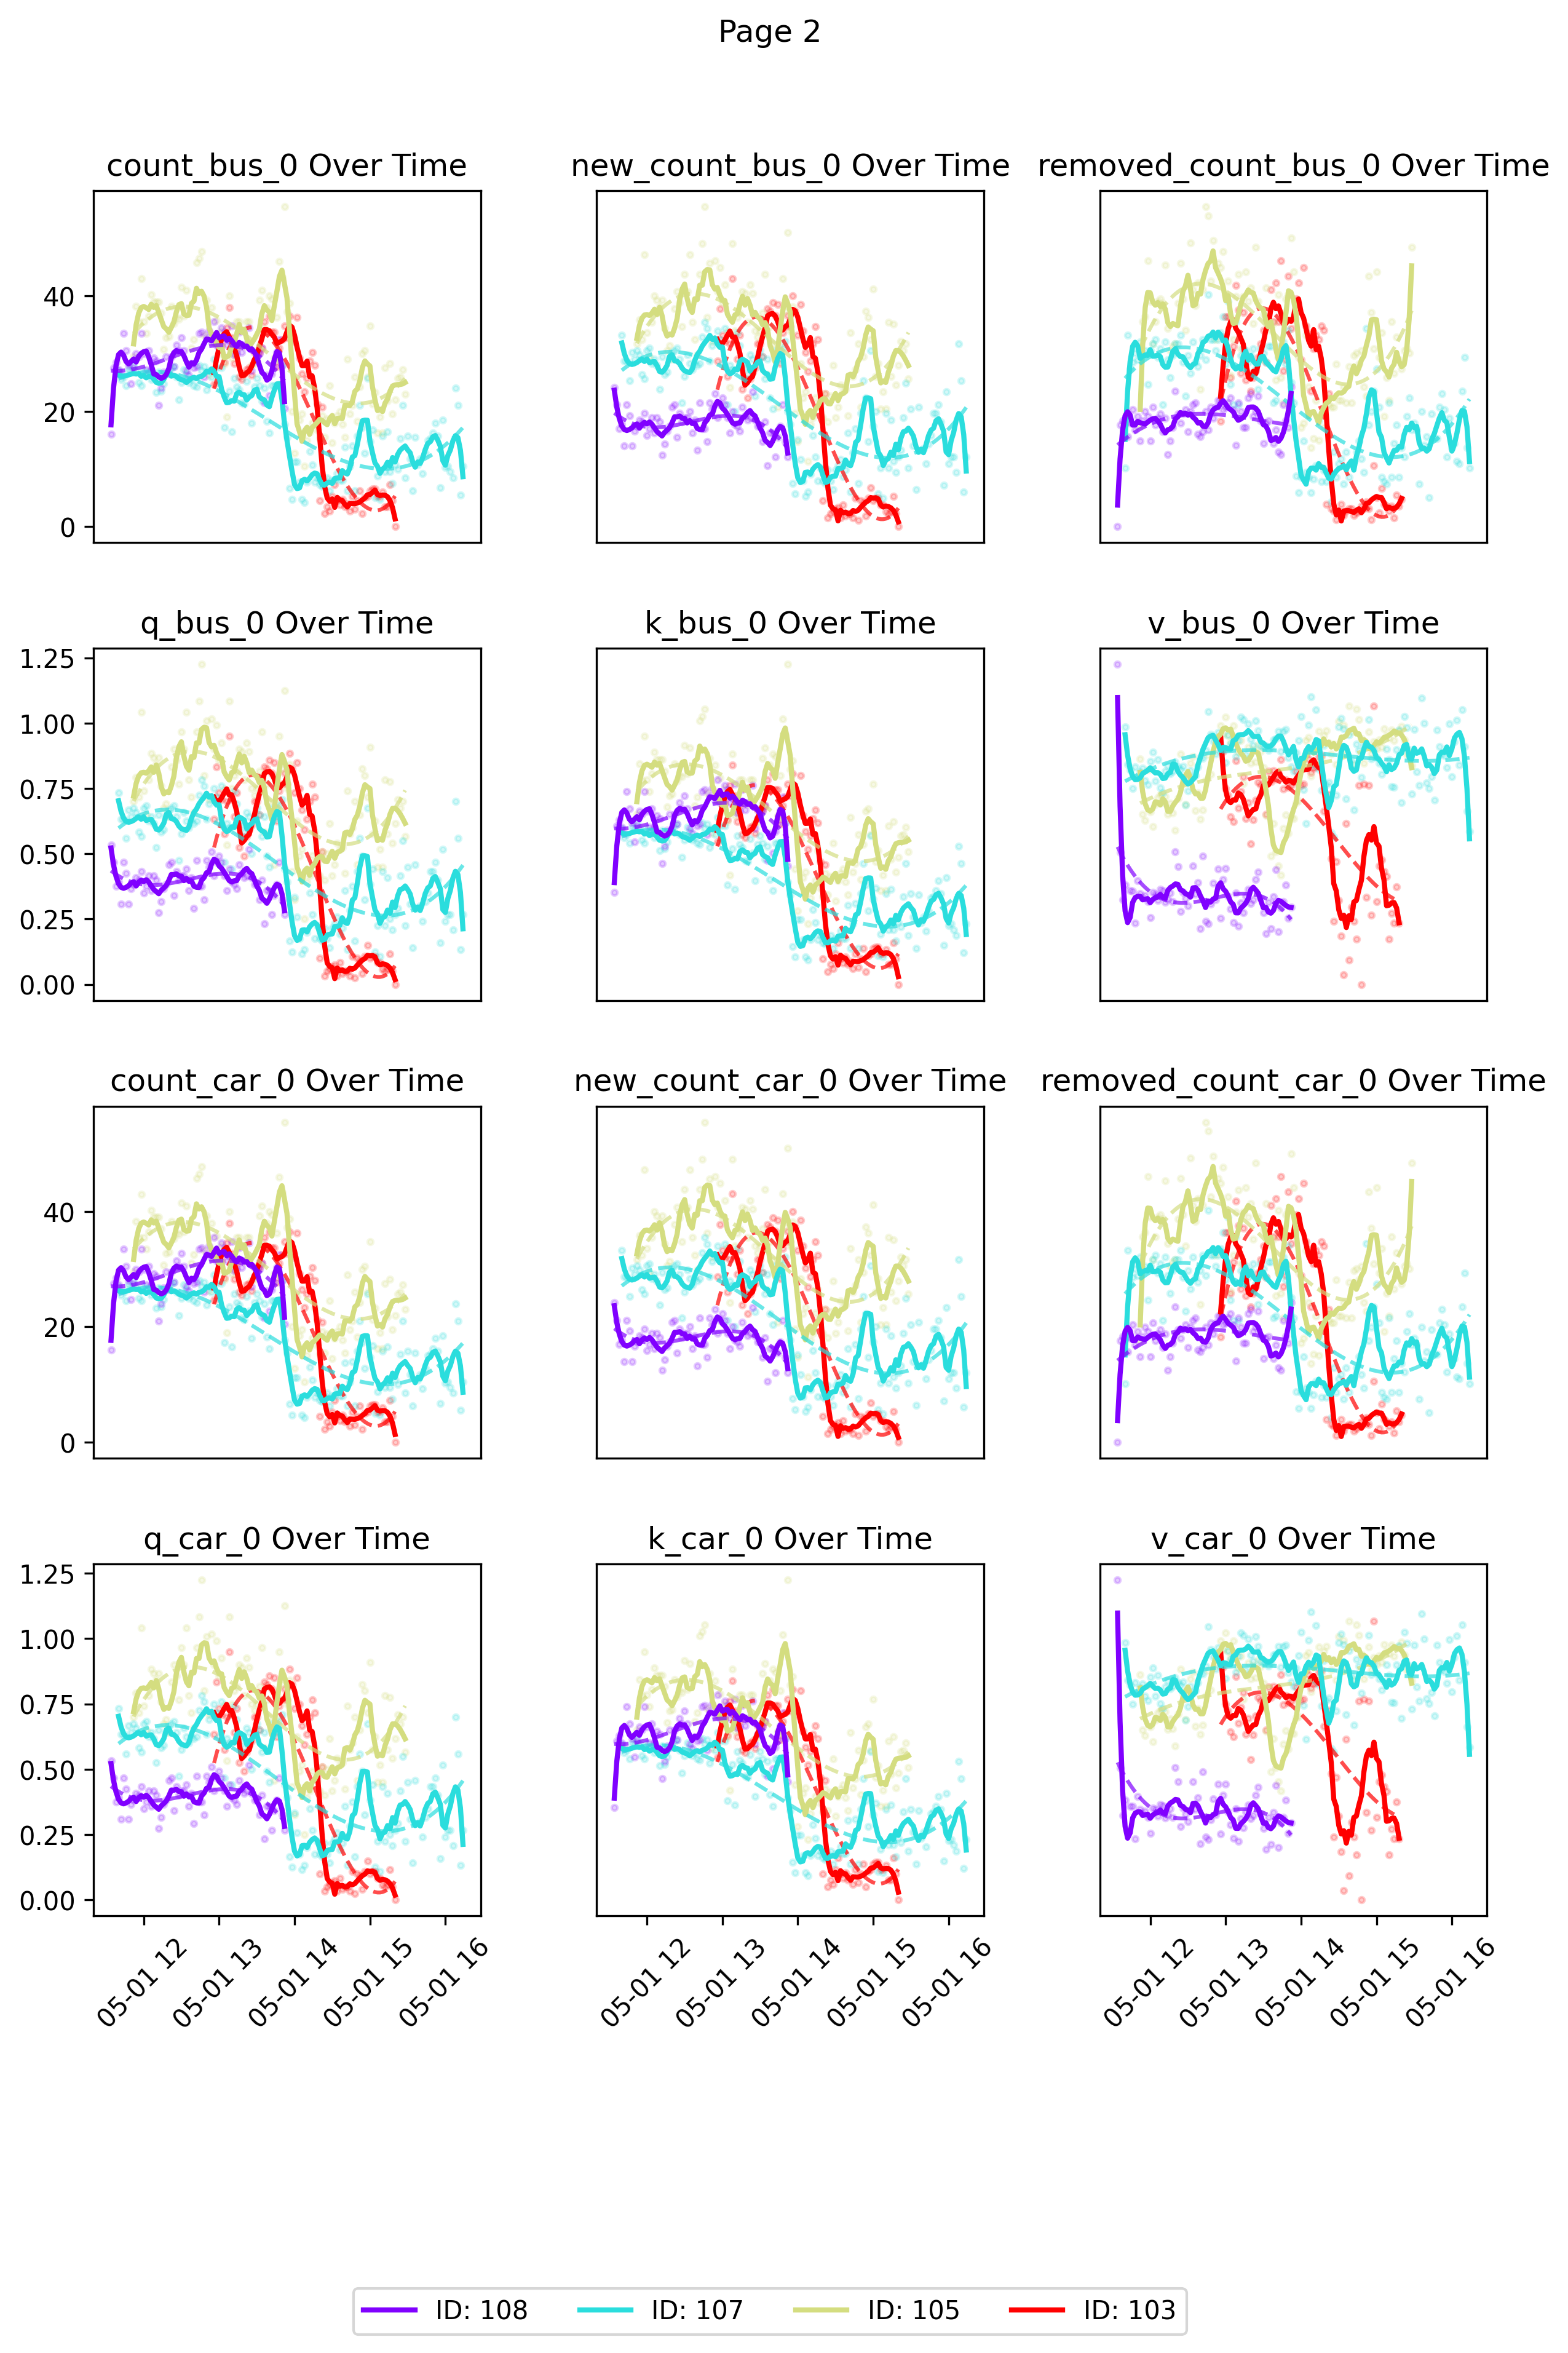 Page 2
count_bus_0 Over Time
new_count_bus_0 Over Time
removed_count_bus_0 Over Time
40
20
0
q_bus_0 Over Time
k_bus_0 Over Time
v_bus_0 Over Time
1.25
1.00
0.75
0.50
0.25
0.00
count_car_0 Over Time
new_count_car_0 Over Time
removed_count_car_0 Over Time
40
20
0
q_car_0 Over Time
k_car_0 Over Time
v_car_0 Over Time
1.25
1.00
0.75
0.50
0.25
0.00
05-01 12
05-01 13
05-01 14
05-01 15
05-01 16
05-01 12
05-01 13
05-01 14
05-01 15
05-01 16
05-01 12
05-01 13
05-01 14
05-01 15
05-01 16
ID: 108
ID: 107
ID: 105
ID: 103